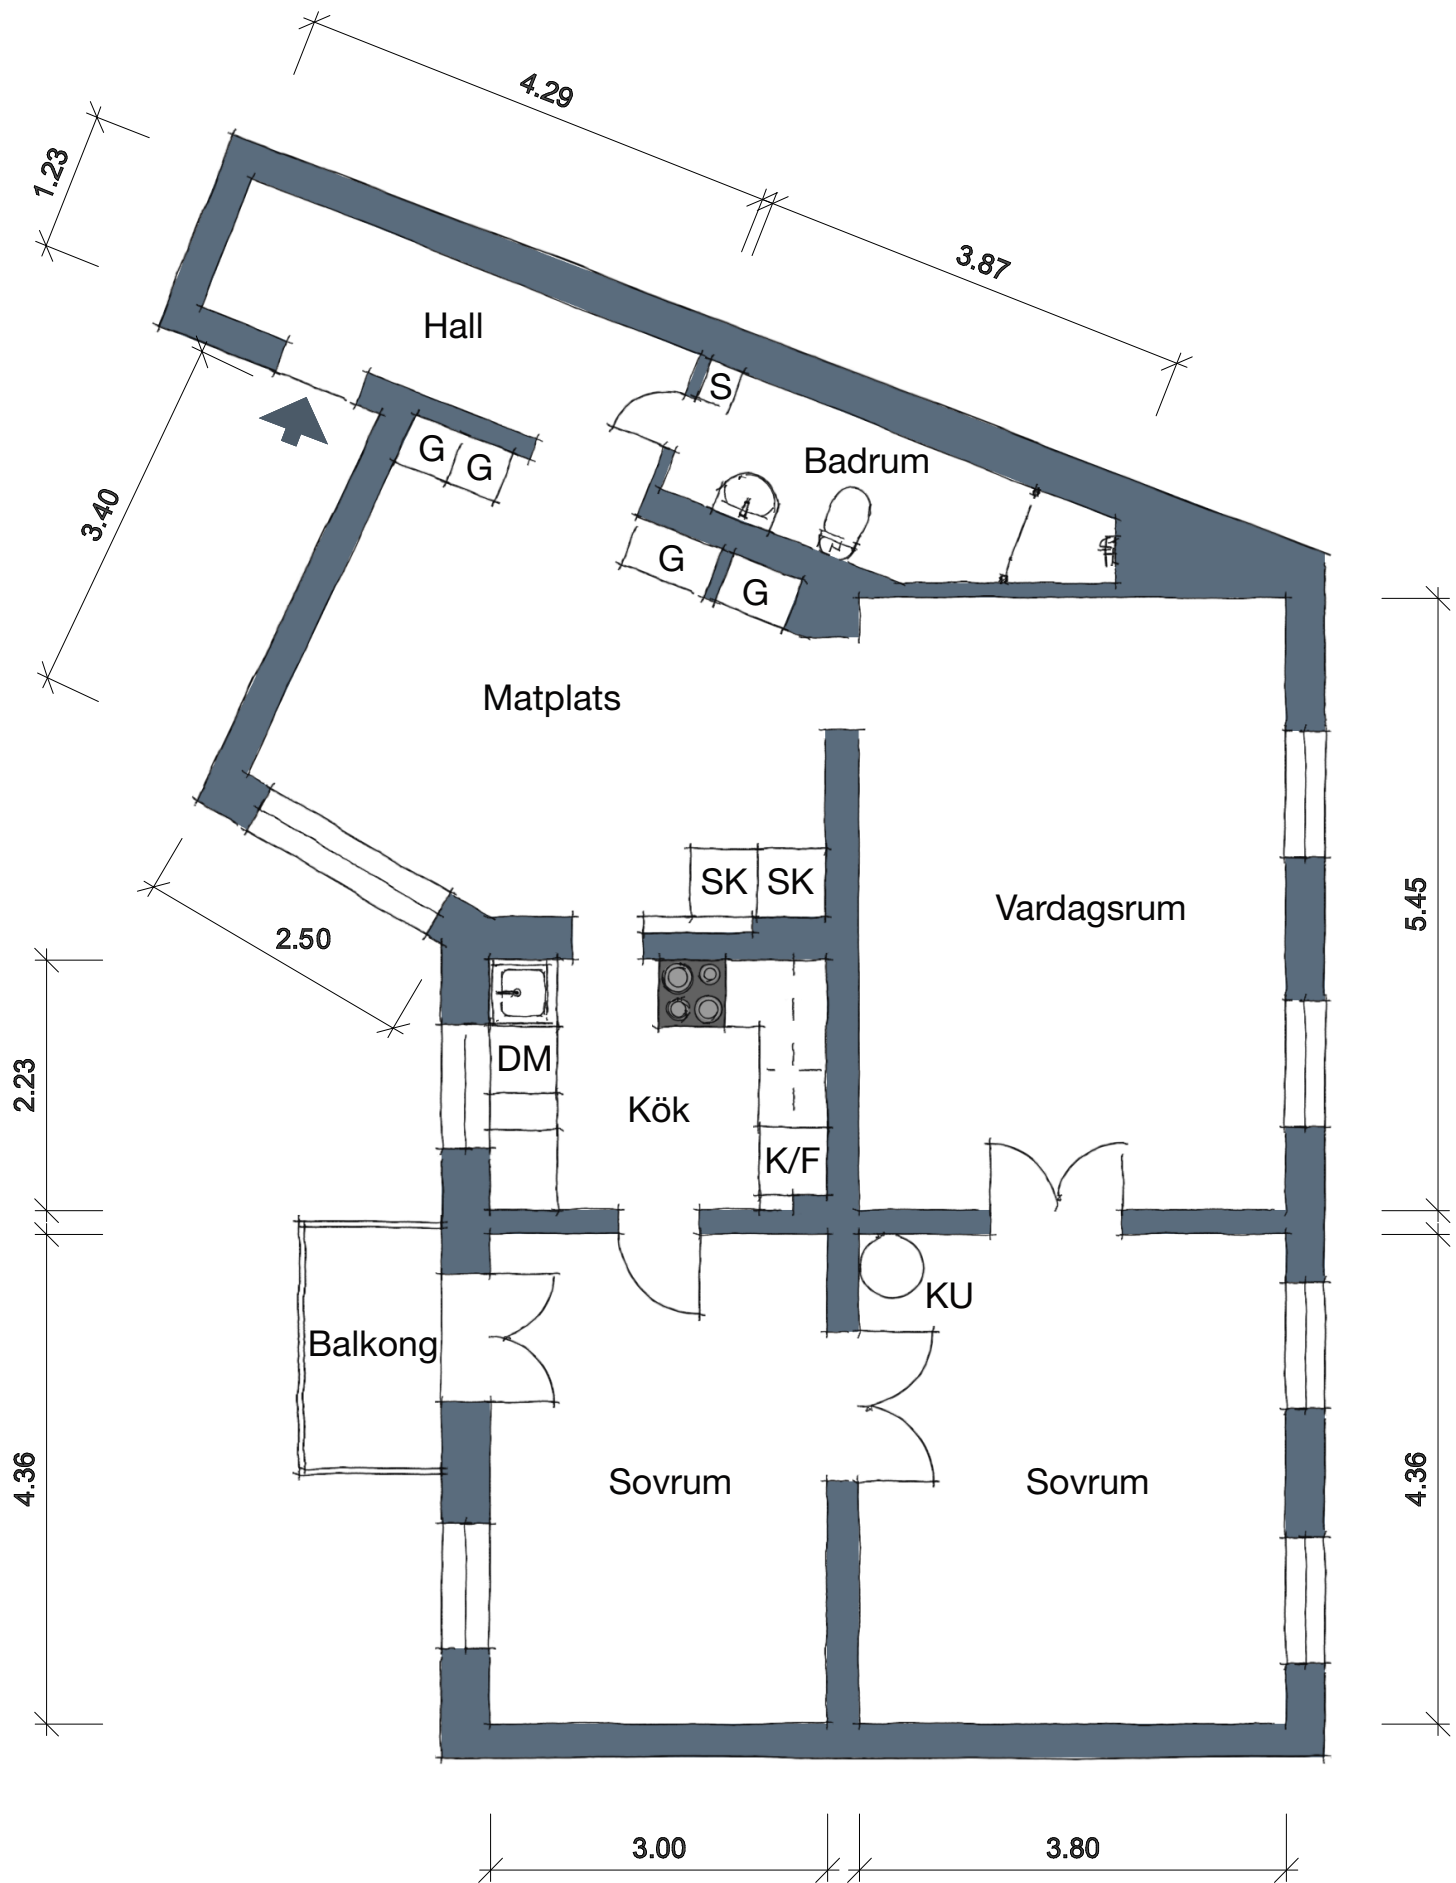 4.29
1.23
3.87
Hall
S
G
G
Badrum
3.40
G
G
Matplats
SK
SK
Vardagsrum
5.45
2.50
DM
2.23
Kök
K/F
KU
Balkong
4.36
Sovrum
Sovrum
4.36
3.00
3.80